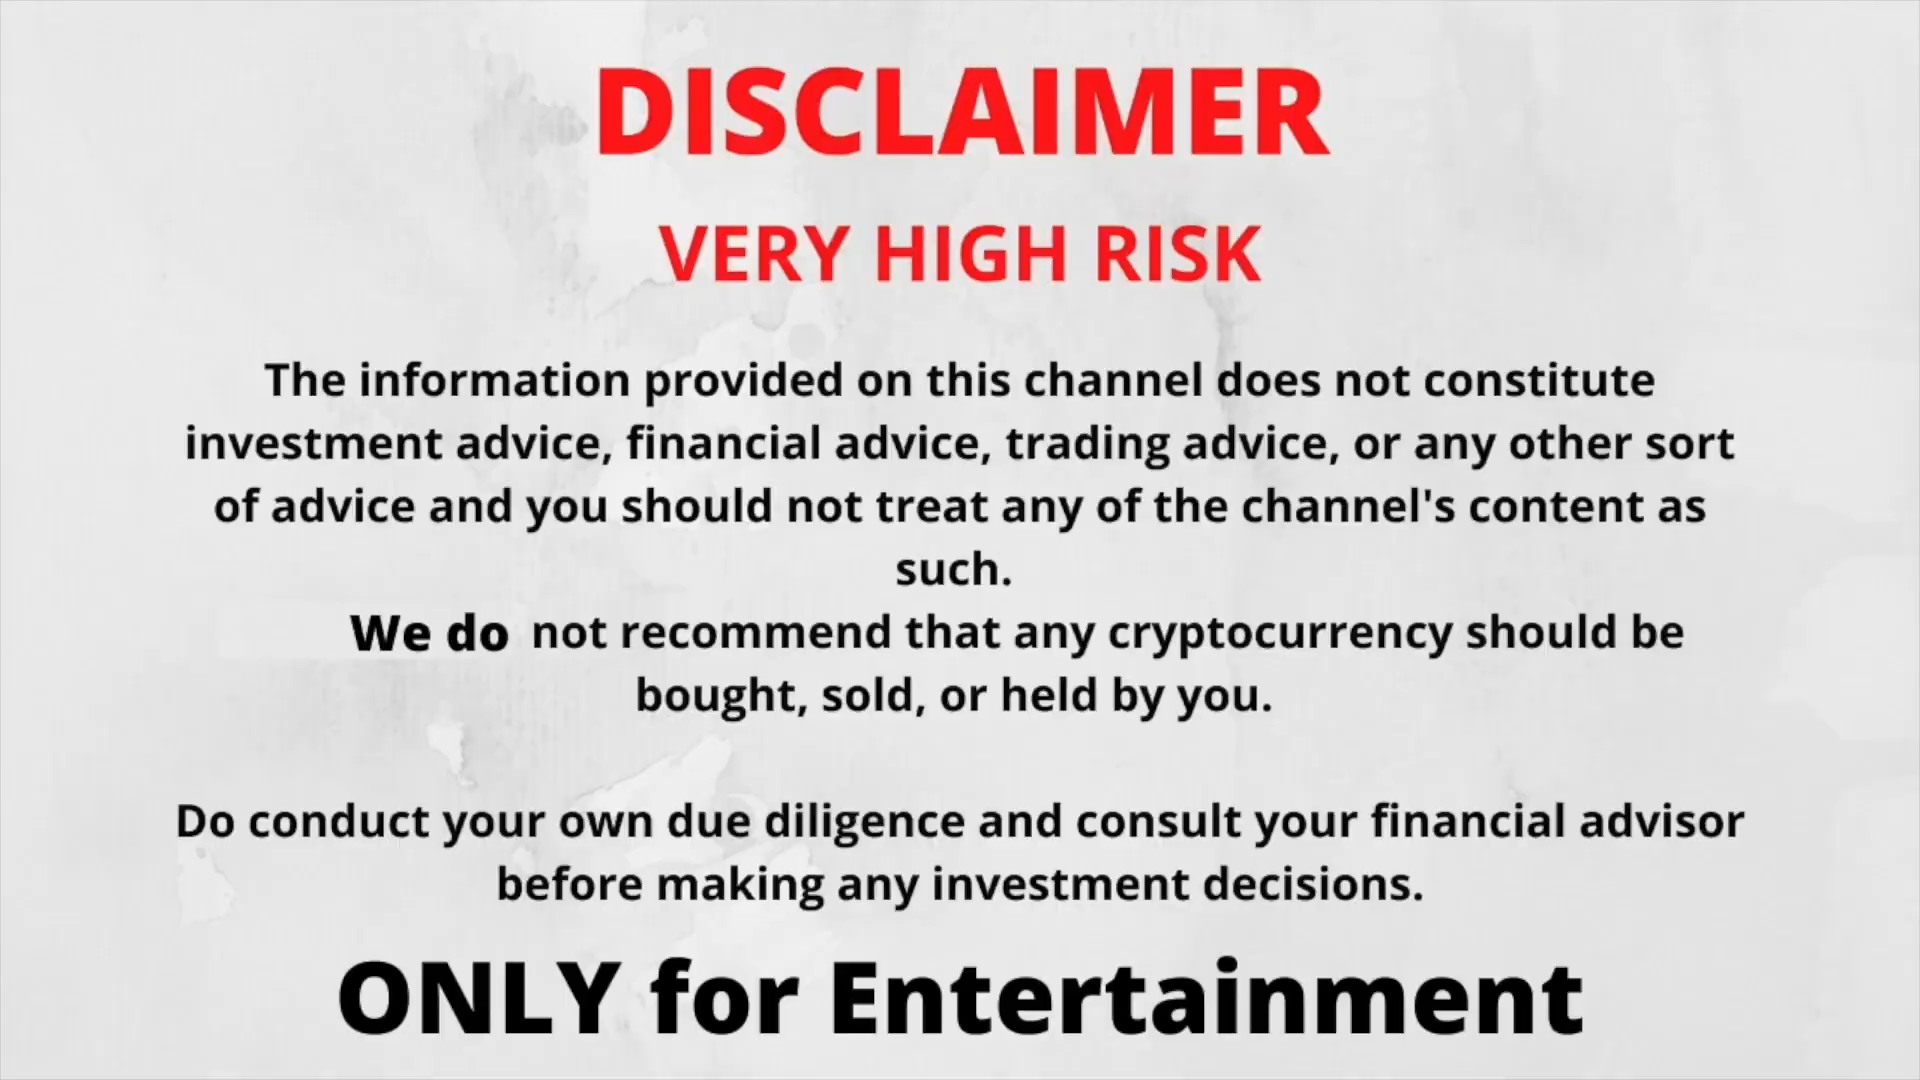 DISCLAIMER
VERY HIGH RISK
The information provided on this channel does not constitute
investment advice, financial advice, trading advice, or any other sort
of advice and you should not treat any of the channel's content as
such.
We do not recommend that any cryptocurrency should be
bought, sold, or held by you.
Do conduct your own due diligence and consult your financial advisor
before making any investment decisions.
ONLY for Entertainment